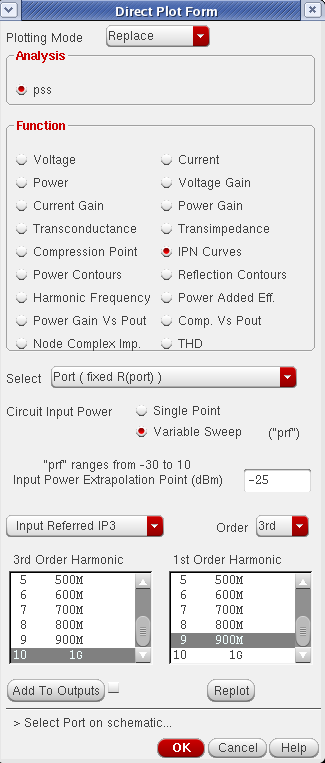 Direct Plot Form
Plotting Mode Replace
Analysis
pss
Function
Voltage Current
Power Voltage Gain
Current Gain Power Gain
Transconductance Transimpedance
Compression Point IPN Curves
Power Contours Reflection Contours
Harmonic Frequency Power Added Eff.
Power Gain Vs Pout Comp. Vs Pout
Node Complex Imp. THD
Select Port ( fixed R(port) )
Circuit Input Power Single Point
Variable Sweep ("prf")
"prf" ranges from -30 to 10
Input Power Extrapolation Point (dBm) -25
Input Referred IP3 Order 3rd
3rd Order Harmonic 1st Order Harmonic
5 500M 5 500M
6 600M 6 600M
7 700M 7 700M
8 800M 8 800M
9 900M 9 900M
10 1G 10 1G
Add To Outputs Replot
> Select Port on schematic...
OK Cancel Help